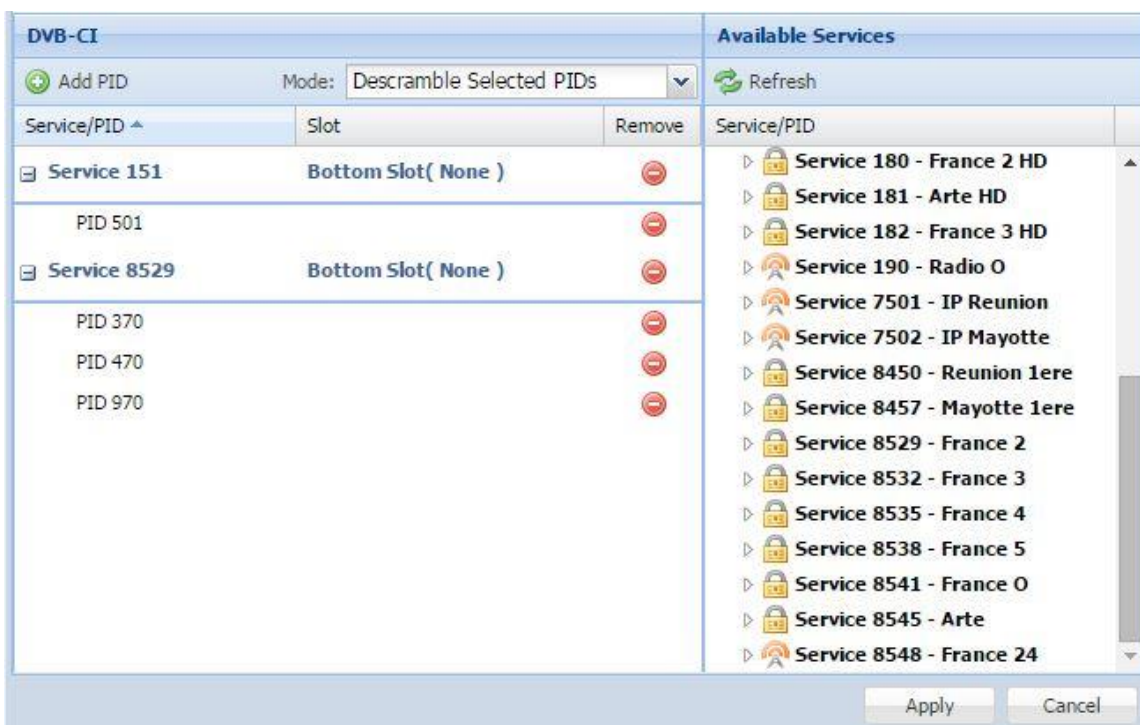 DVB-CI
Add PID Mode: Descramble Selected PIDs
Service/PID Slot Remove
Service 151 Bottom Slot( None )
PID 501
Service 8529 Bottom Slot( None )
PID 370
PID 470
PID 970
Available Services
Refresh
Service/PID
Service 180 - France 2 HD
Service 181 - Arte HD
Service 182 - France 3 HD
Service 190 - Radio O
Service 7501 - IP Reunion
Service 7502 - IP Mayotte
Service 8450 - Reunion 1ere
Service 8457 - Mayotte 1ere
Service 8529 - France 2
Service 8532 - France 3
Service 8535 - France 4
Service 8538 - France 5
Service 8541 - France O
Service 8545 - Arte
Service 8548 - France 24
Apply Cancel